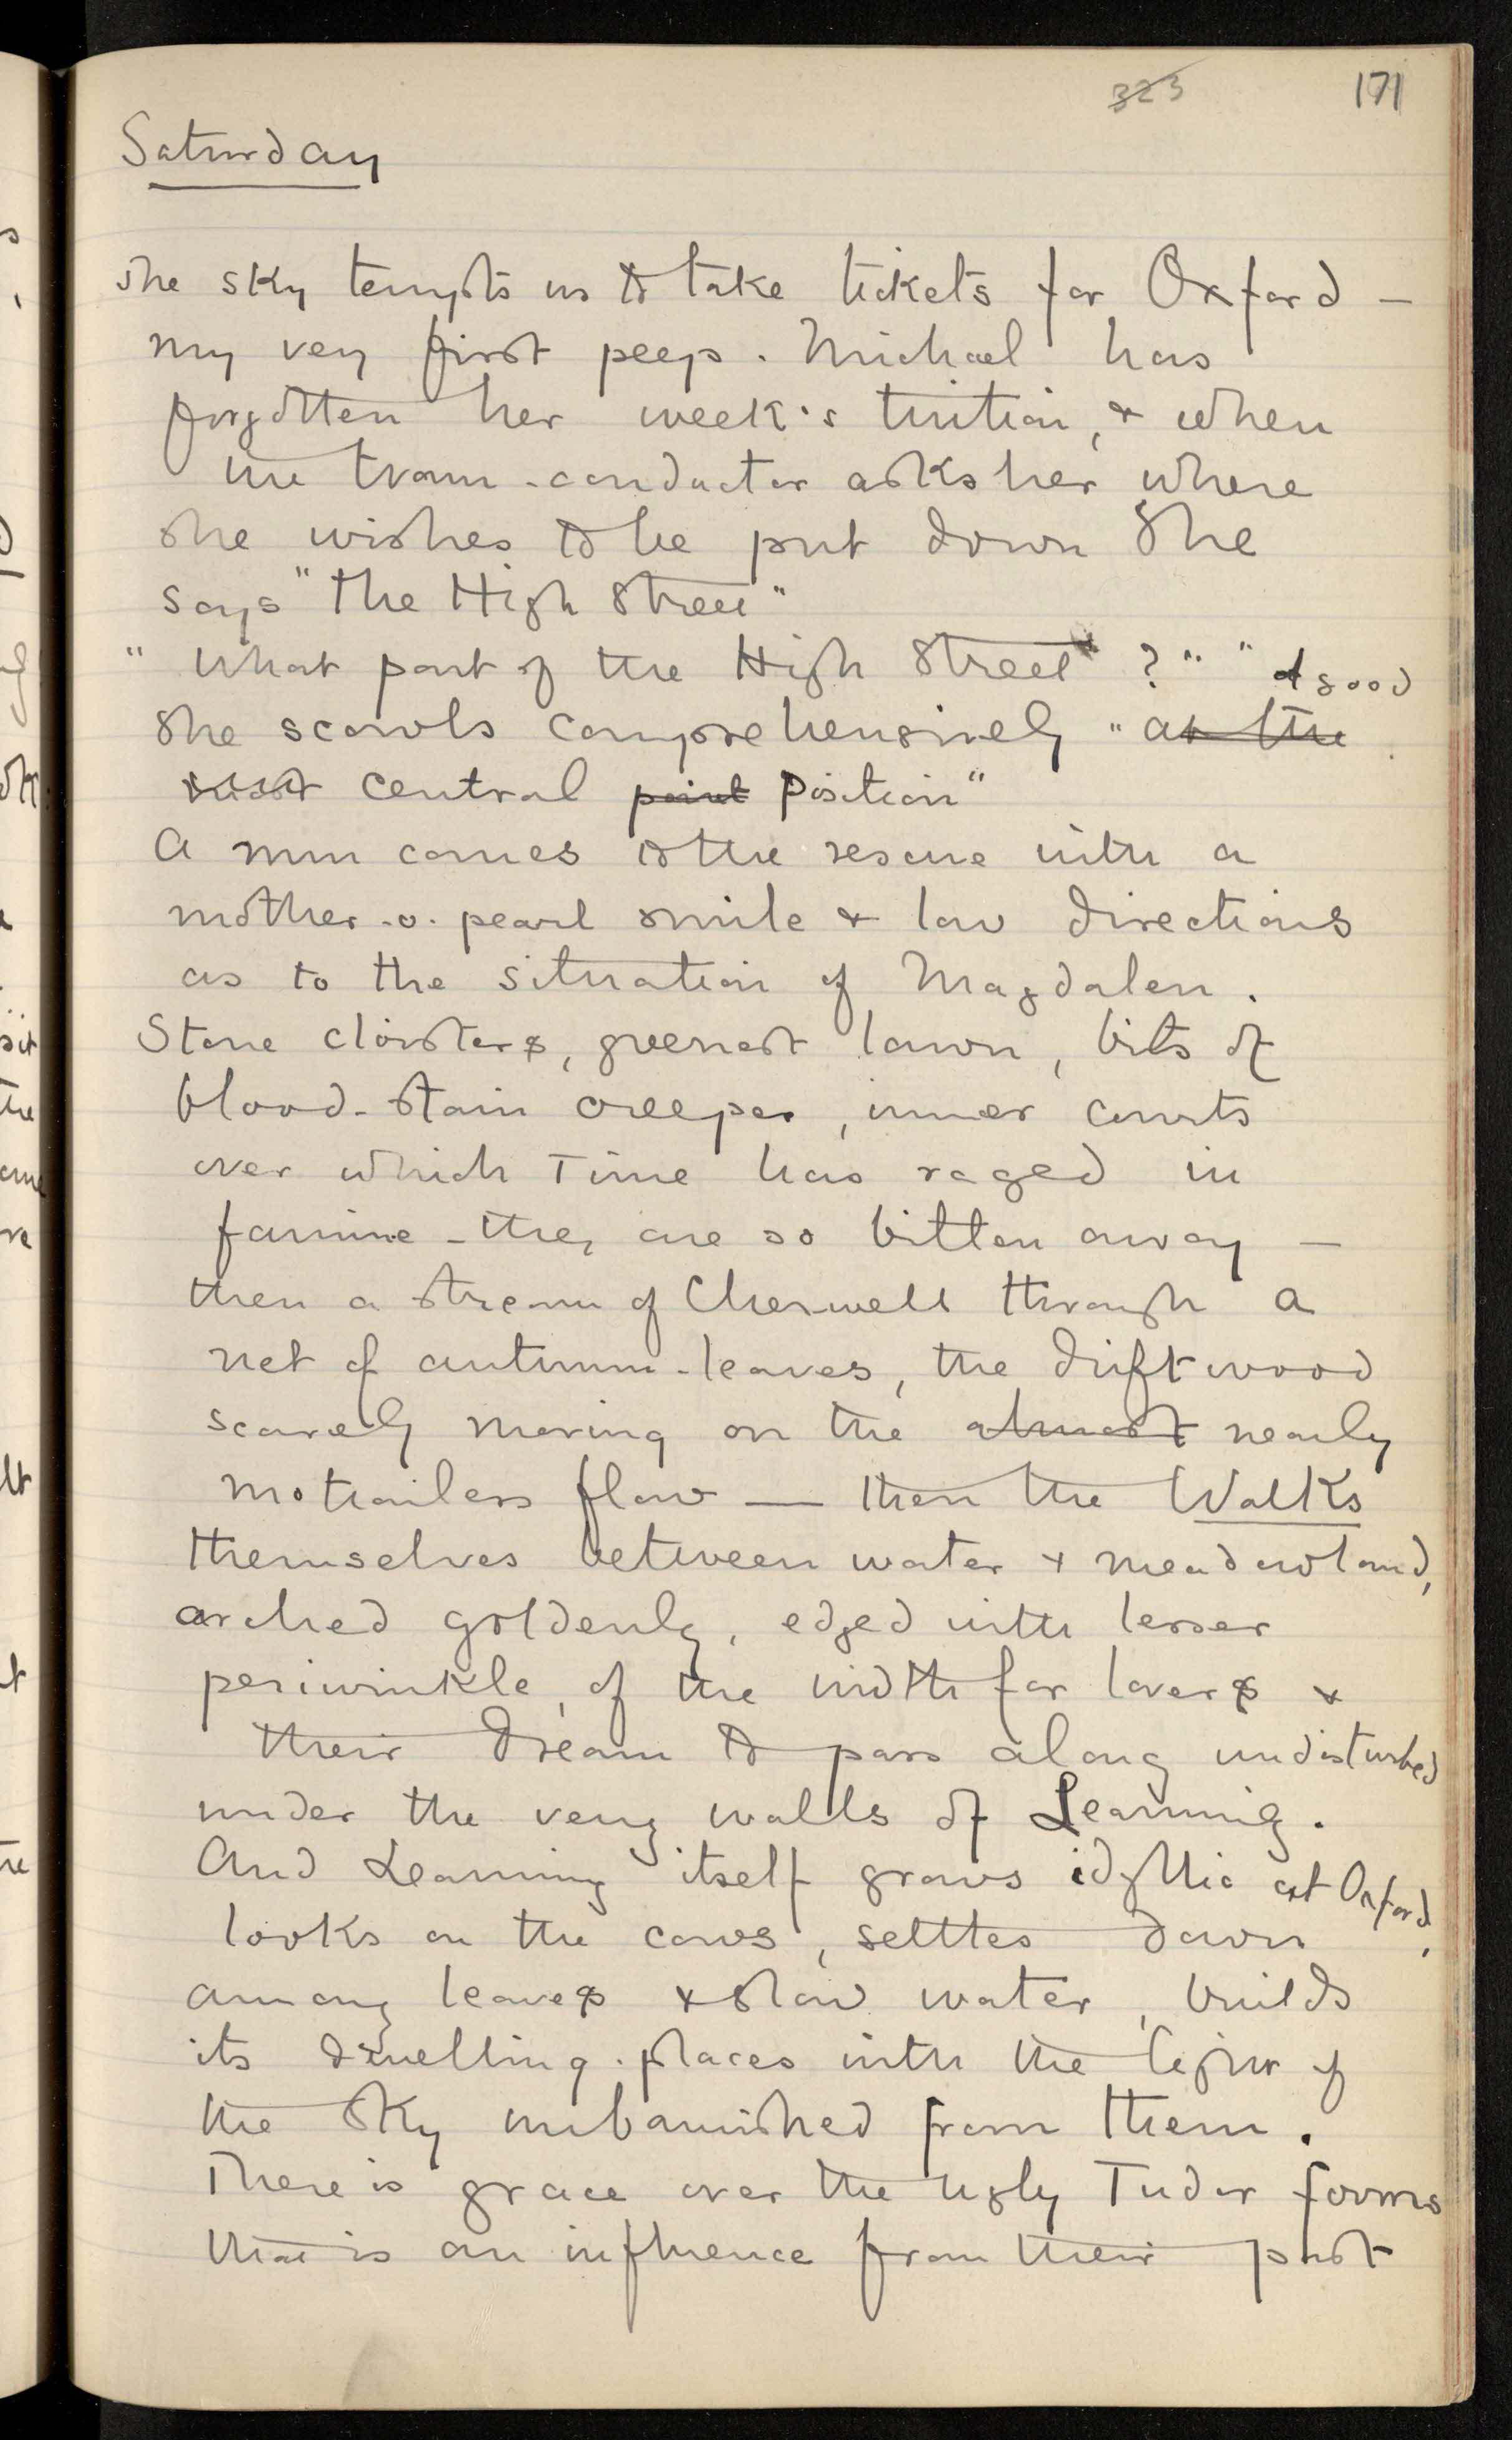 323 171
Saturday
The sky tempts us to take tickets for Oxford —
my very first peep. Michael has
forgotten her week's tuition, & when
the tram-conductor asks her where
she wishes to be put down she
says "the High Street"
"What part of the High Street?" "A good
She scowls comprehensively "at the
central point position"
A nun comes to the rescue with a
mother-o-pearl smile & low directions
as to the situation of Magdalen.
Stone cloisters, greenest lawn, bits of
blood-stain creeper, inner courts
over which Time has raged in
famine - they are so bitten away —
then a stream of Cherwell through a
net of autumn-leaves, the driftwood
scarcely moving on the almost nearly
motionless flow — then the Walks
themselves between water & meadowland,
arched goldenly, edged with lesser
periwinkle, of the width for lovers &
their dream to pass along undisturbed
under the very walls of Learning.
And Learning itself grows idyllic at Oxford,
looks on the cows, settles down
among leaves & slow water, builds
its dwelling-places with the light of
the sky unbanished from them.
There is grace over the ugly Tudor forms
that is an influence from their past